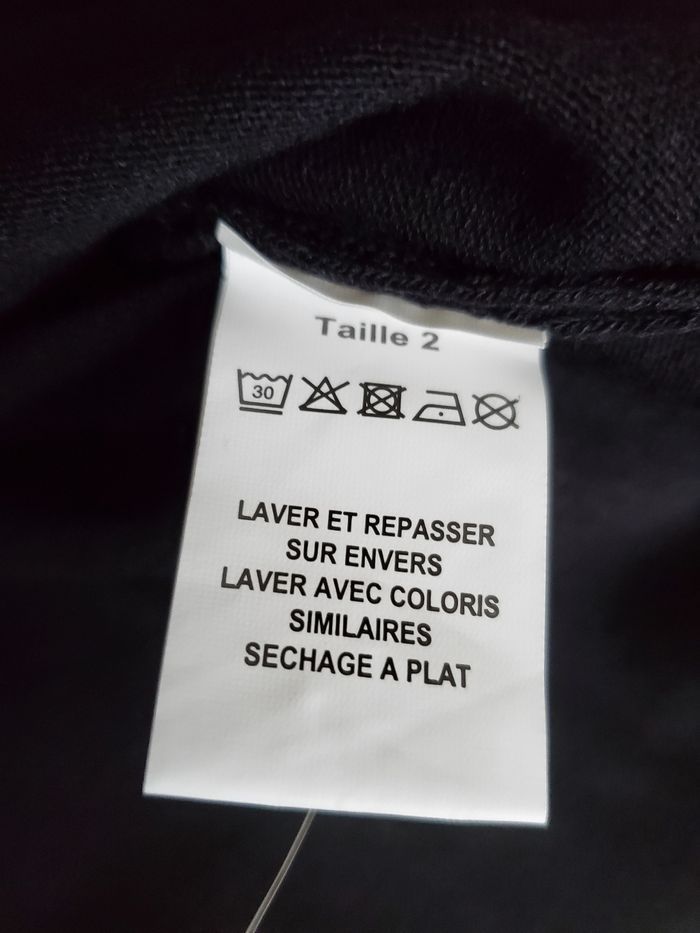 Taille 2
30
LAVER ET REPASSER
SUR ENVERS
LAVER AVEC COLORIS
SIMILAIRES
SECHAGE A PLAT